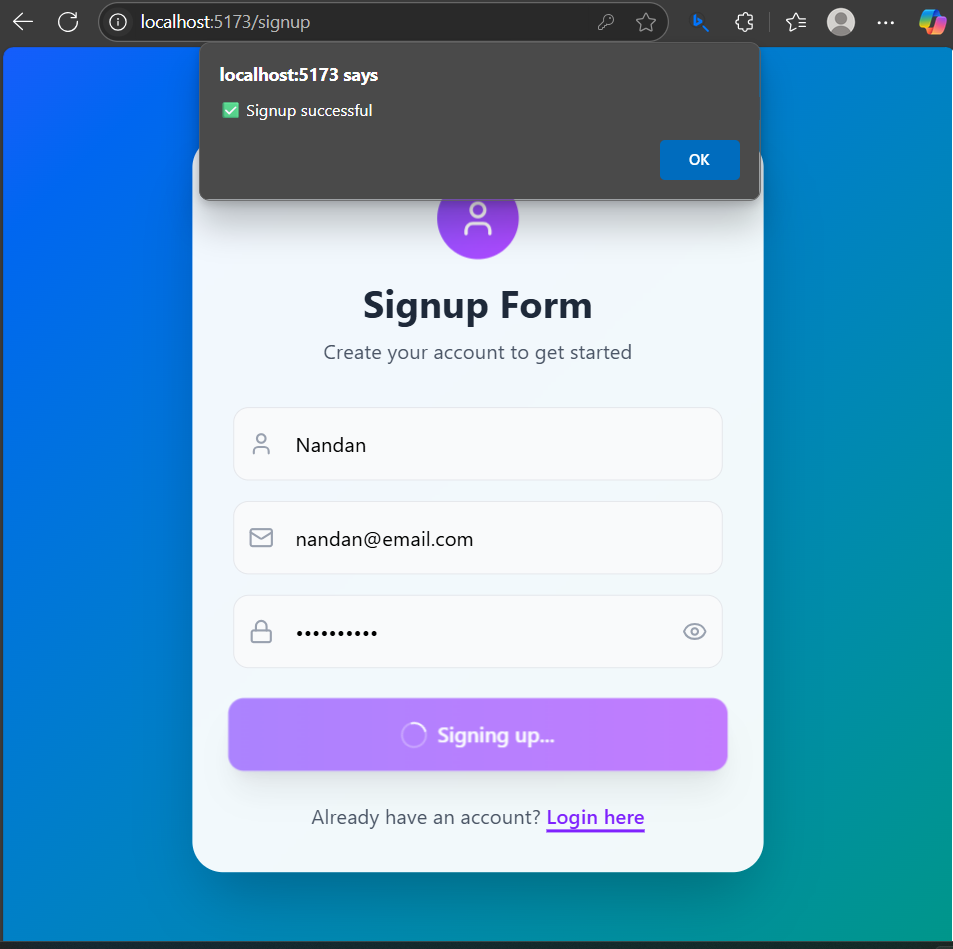 localhost:5173/signup
localhost:5173 says
✅ Signup successful
OK
Signup Form
Create your account to get started
Nandan
nandan@email.com
••••••••••
Signing up...
Already have an account? Login here